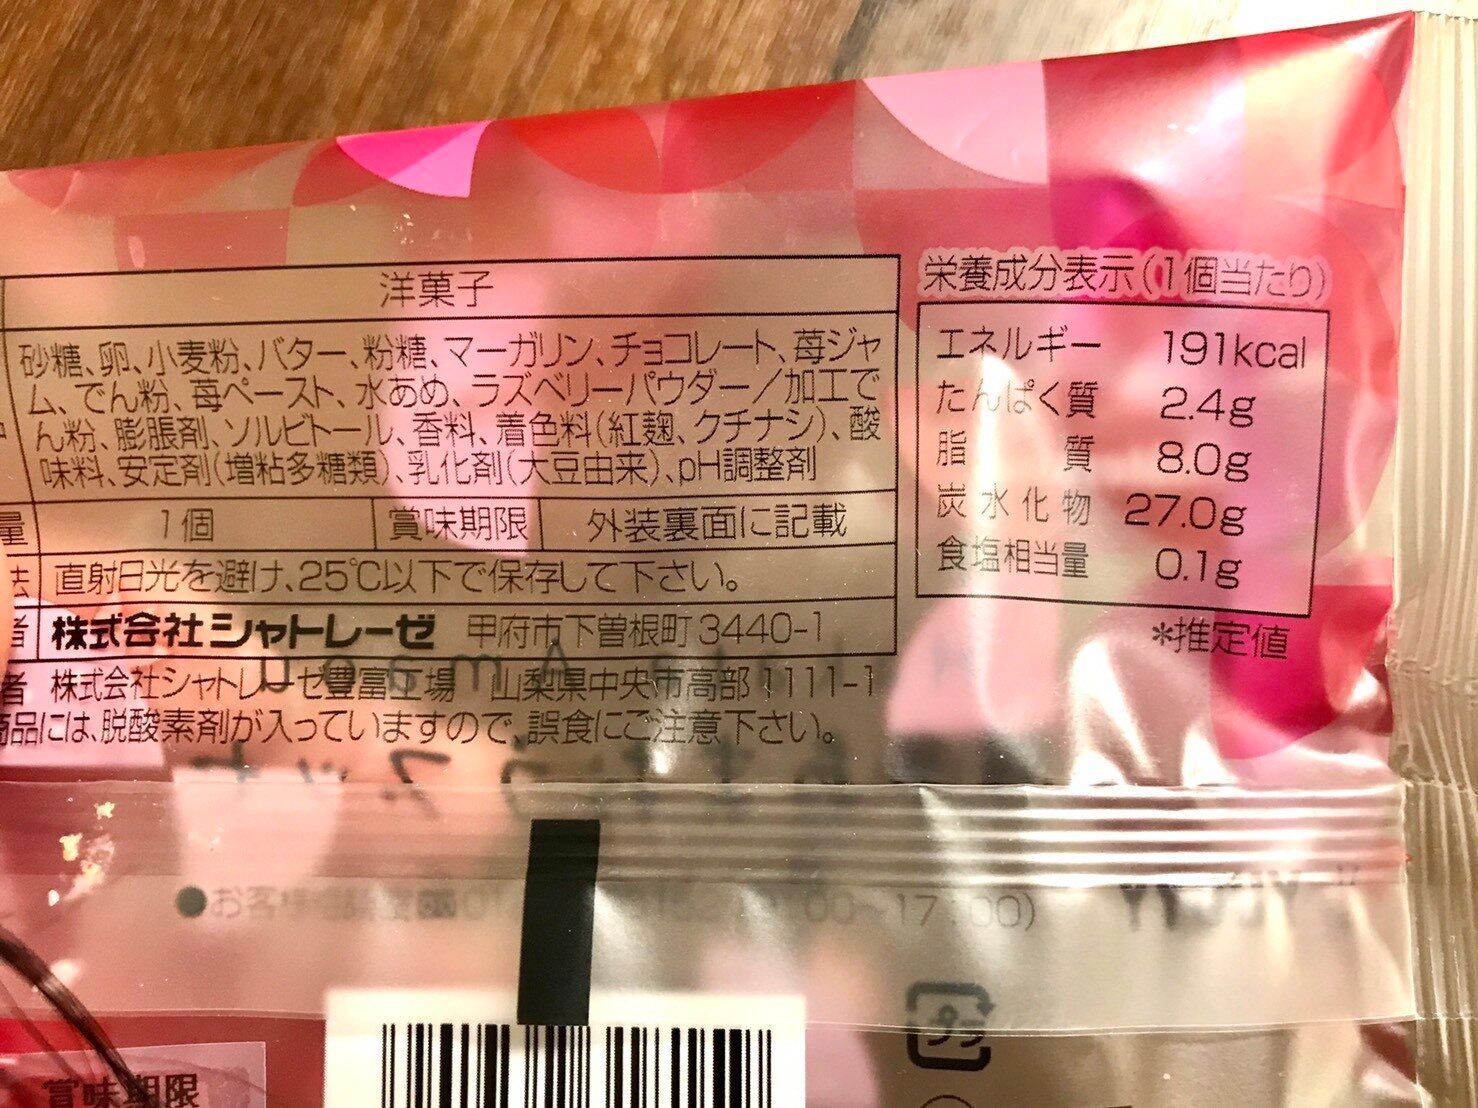 洋菓子
砂糖、卵、小麦粉、バター、粉糖、マーガリン、チョコレート、苺ジャ
ム、でん粉、苺ペースト、水あめ、ラズベリーパウダー／加工で
ん粉、膨脹剤、ソルビトール、香料、着色料(紅麹、クチナシ)、酸
味料、安定剤(増粘多糖類)、乳化剤(大豆由来)、pH調整剤
量 1個 賞味期限 外装裏面に記載
法 直射日光を避け、25℃以下で保存して下さい。
者 株式会社シャトレーゼ 甲府市下曽根町3440-1
者 株式会社シャトレーゼ豊富工場 山梨県中央市高部1111-1
商品には、脱酸素剤が入っていますので、誤食にご注意下さい。
栄養成分表示(1個当たり)
エネルギー 191kcal
たんぱく質 2.4g
脂質 8.0g
炭水化物 27.0g
食塩相当量 0.1g
*推定値
●お客様
00〜17:00)
プラ
賞味期限